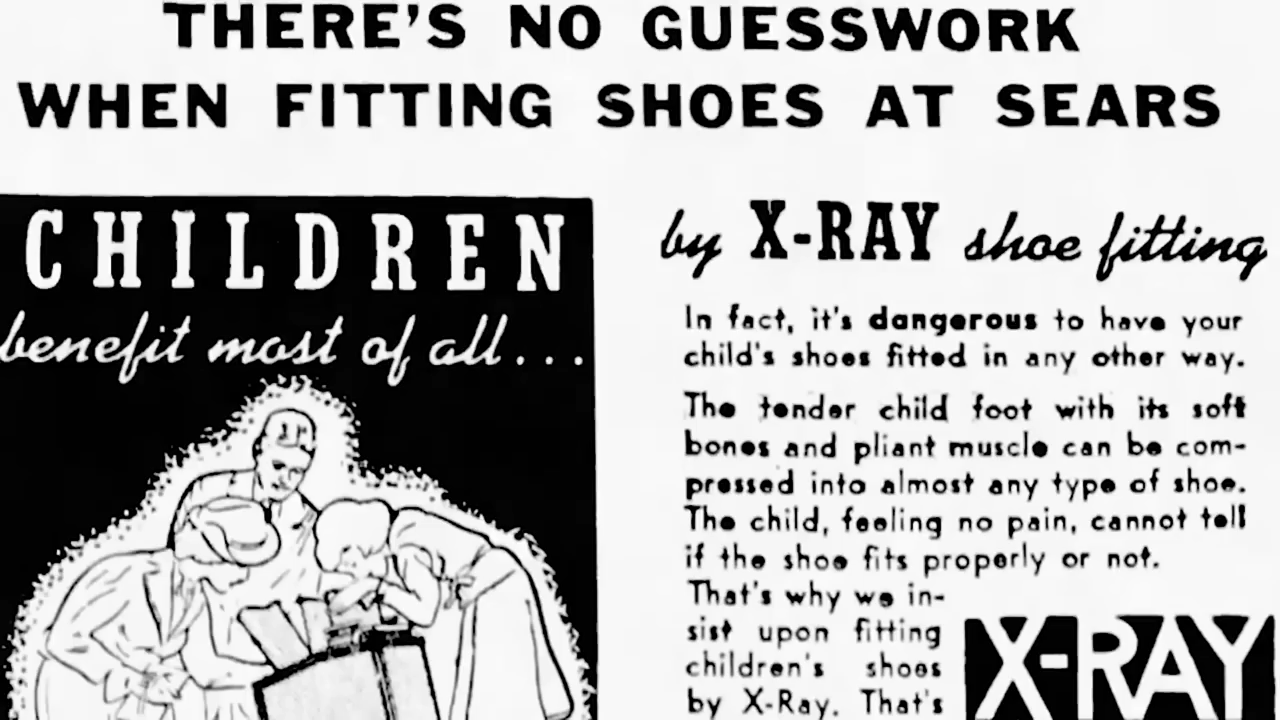 THERE'S NO GUESSWORK
WHEN FITTING SHOES AT SEARS
CHILDREN
benefit most of all...
by X-RAY shoe fitting
In fact, it's dangerous to have your
child's shoes fitted in any other way.
The tender child foot with its soft
bones and pliant muscle can be com-
pressed into almost any type of shoe.
The child, feeling no pain, cannot tell
if the shoe fits properly or not.
That's why we in-
sist upon fitting
children's shoes
by X-Ray. That's
X-RAY